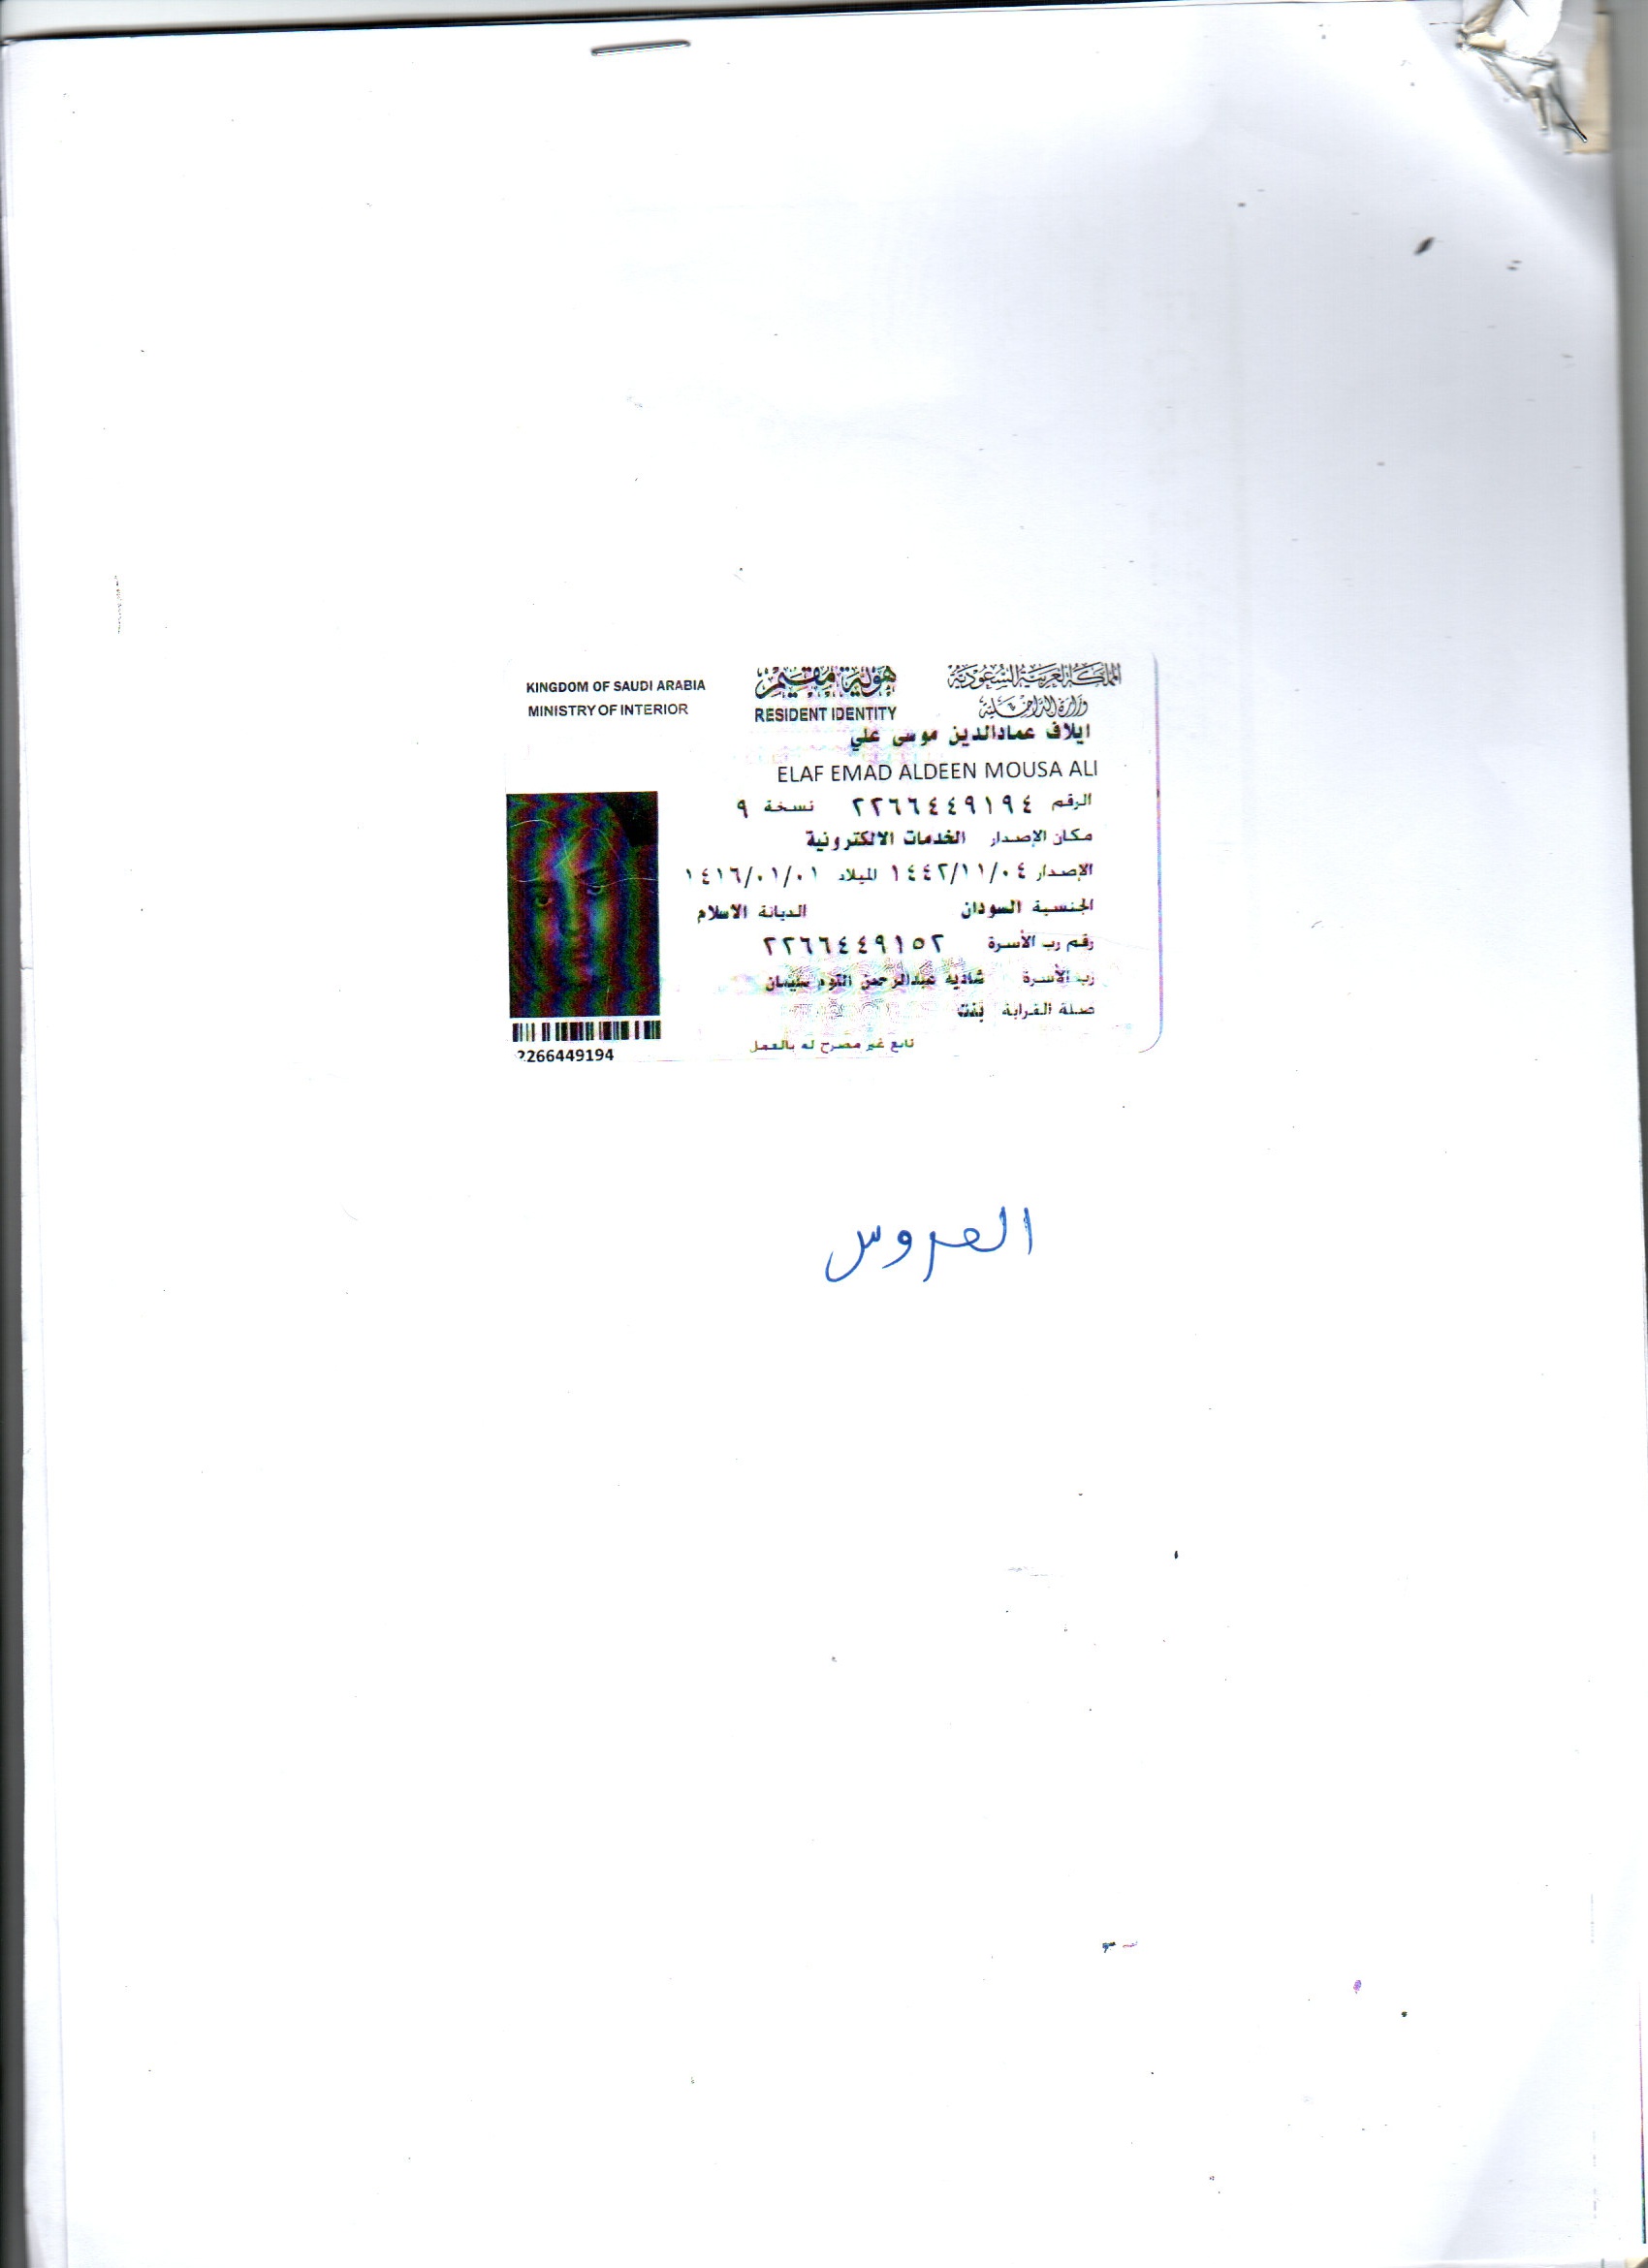 KINGDOM OF SAUDI ARABIA
MINISTRY OF INTERIOR
هوية مقيم
RESIDENT IDENTITY
المملكة العربية السعودية
وزارة الداخلية
ايلاف عمادالدين موسى علي
ELAF EMAD ALDEEN MOUSA ALI
الرقم ٢٢٦٦٤٤٩١٩٤ نسخة ٩
مكان الإصدار الخدمات الالكترونية
الإصدار ١٤٤٢/١١/٠٤ الميلاد ١٤١٦/٠١/٠١
الجنسية السودان الديانة الاسلام
رقم رب الأسرة ٢٢٦٦٤٤٩١٥٢
رب الأسرة شاديه عبدالرحمن التوم سليمان
صلة القرابة بنت
تابع غير مصرح له بالعمل
2266449194
العروس